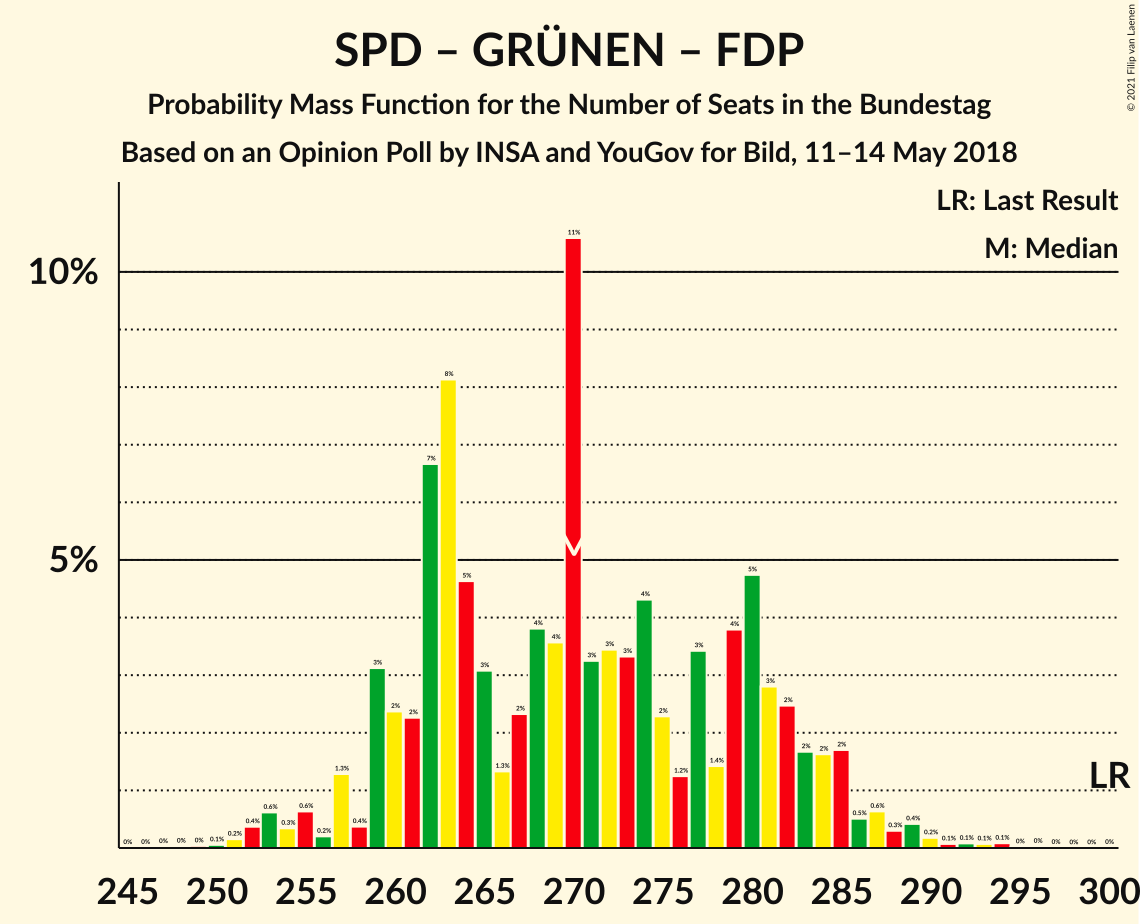 SPD – GRÜNEN – FDP
Probability Mass Function for the Number of Seats in the Bundestag
Based on an Opinion Poll by INSA and YouGov for Bild, 11–14 May 2018
© 2021 Filip van Laenen
LR: Last Result
M: Median
10%
5%
0% 0% 0% 0% 0% 0.1% 0.2% 0.4% 0.6% 0.3% 0.6% 0.2% 1.3% 0.4% 3% 2% 2% 7% 8% 5% 3% 1.3% 2% 4% 4% 11% 3% 3% 3% 4% 2% 1.2% 3% 1.4% 4% 5% 3% 2% 2% 2% 2% 0.5% 0.6% 0.3% 0.4% 0.2% 0.1% 0.1% 0.1% 0.1% 0% 0% 0% 0% 0% 0%
M
LR
245 250 255 260 265 270 275 280 285 290 295 300